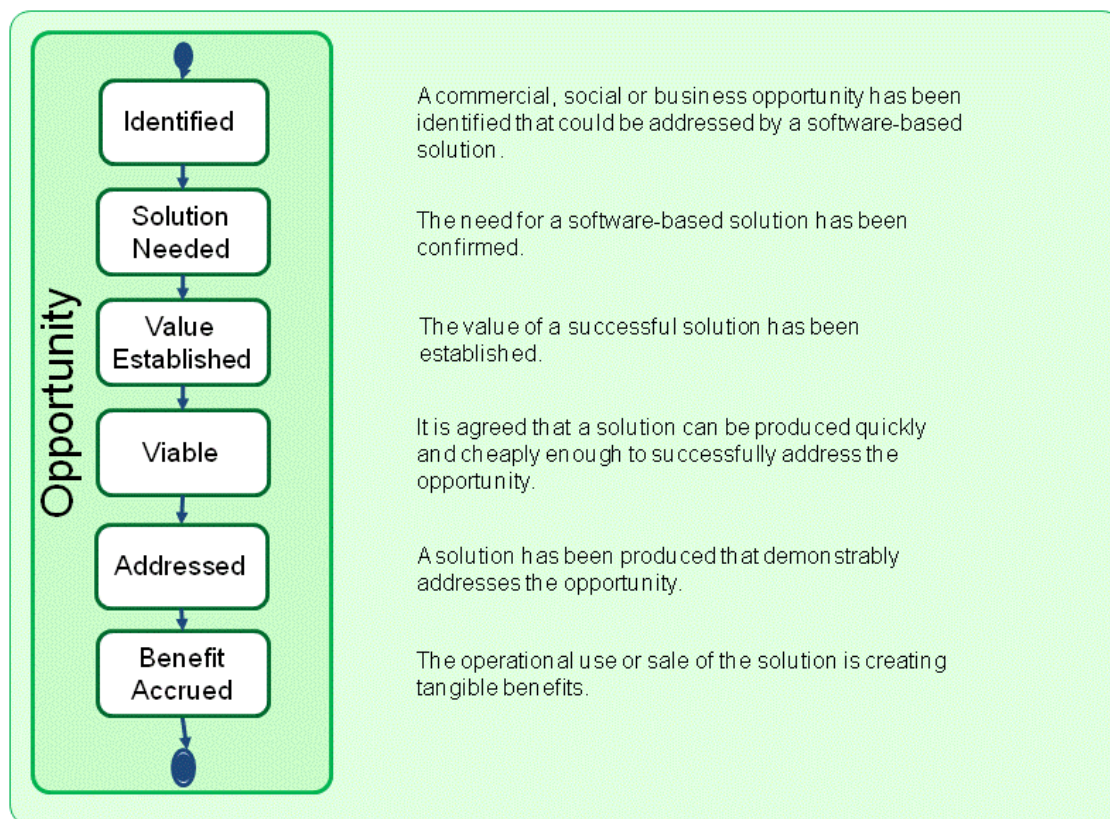 Opportunity
Identified
A commercial, social or business opportunity has been
identified that could be addressed by a software-based
solution.
Solution
Needed
The need for a software-based solution has been
confirmed.
Value
Established
The value of a successful solution has been
established.
Viable
It is agreed that a solution can be produced quickly
and cheaply enough to successfully address the
opportunity.
Addressed
A solution has been produced that demonstrably
addresses the opportunity.
Benefit
Accrued
The operational use or sale of the solution is creating
tangible benefits.